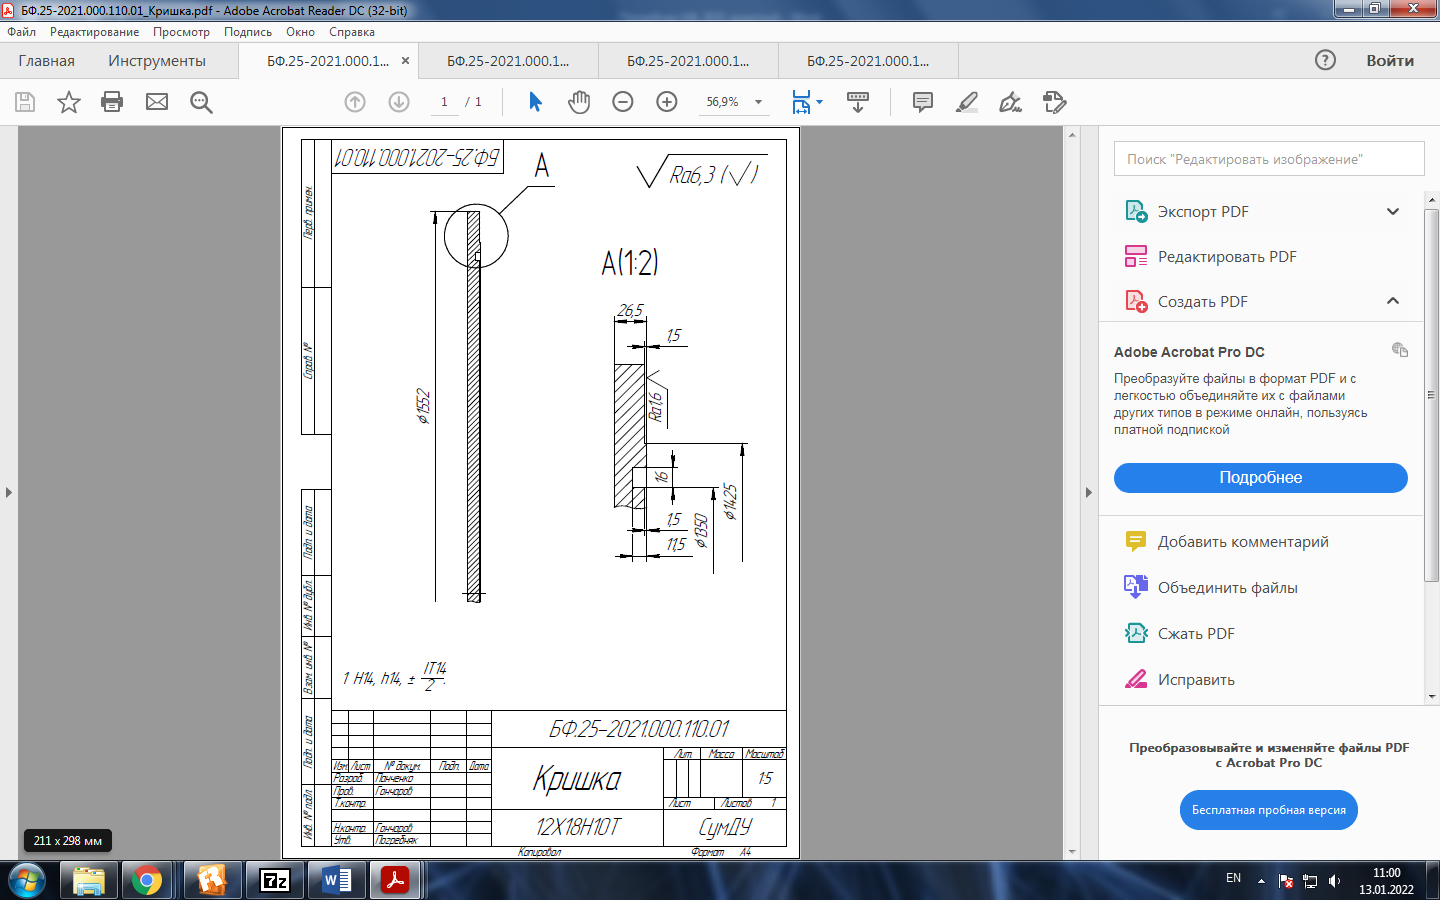 БФ.25-2021.000.110.01_Кришка.pdf - Adobe Acrobat Reader DC (32-bit)
Файл Редактирование Просмотр Подпись Окно Справка
Главная Инструменты БФ.25-2021.000.1... БФ.25-2021.000.1... БФ.25-2021.000.1... БФ.25-2021.000.1... Войти
1 / 1 56,9%
БФ.25-2021.000.110.01
A
Ra6,3 (√)
A(1:2)
26,5
1,5
Ra1,6
⌀1552
16
⌀1425
⌀1350
1,5
11,5
Перв. примен.
Справ. №
Подп. и дата
Инв. № дубл.
Взам. инв. №
Подп. и дата
Инв. № подл.
1 H14, h14, ± IT14
2
БФ.25-2021.000.110.01
Лит. Масса Масштаб
Изм. Лист № докум. Подп. Дата
Разраб. Панченко
Пров. Гончаров
Т.контр.
Кришка
1:5
Лист Листов 1
Н.контр. Гончаров
Утв. Погребняк
12Х18Н10Т
СумДУ
Копировал Формат А4
211 x 298 мм
Поиск "Редактировать изображение"
Экспорт PDF
Редактировать PDF
Создать PDF
Adobe Acrobat Pro DC
Преобразуйте файлы в формат PDF и с
легкостью объединяйте их с файлами
других типов в режиме онлайн, пользуясь
платной подпиской
Подробнее
Добавить комментарий
Объединить файлы
Сжать PDF
Исправить
Преобразовывайте и изменяйте файлы PDF
с Acrobat Pro DC
Бесплатная пробная версия
7z
EN
11:00
13.01.2022